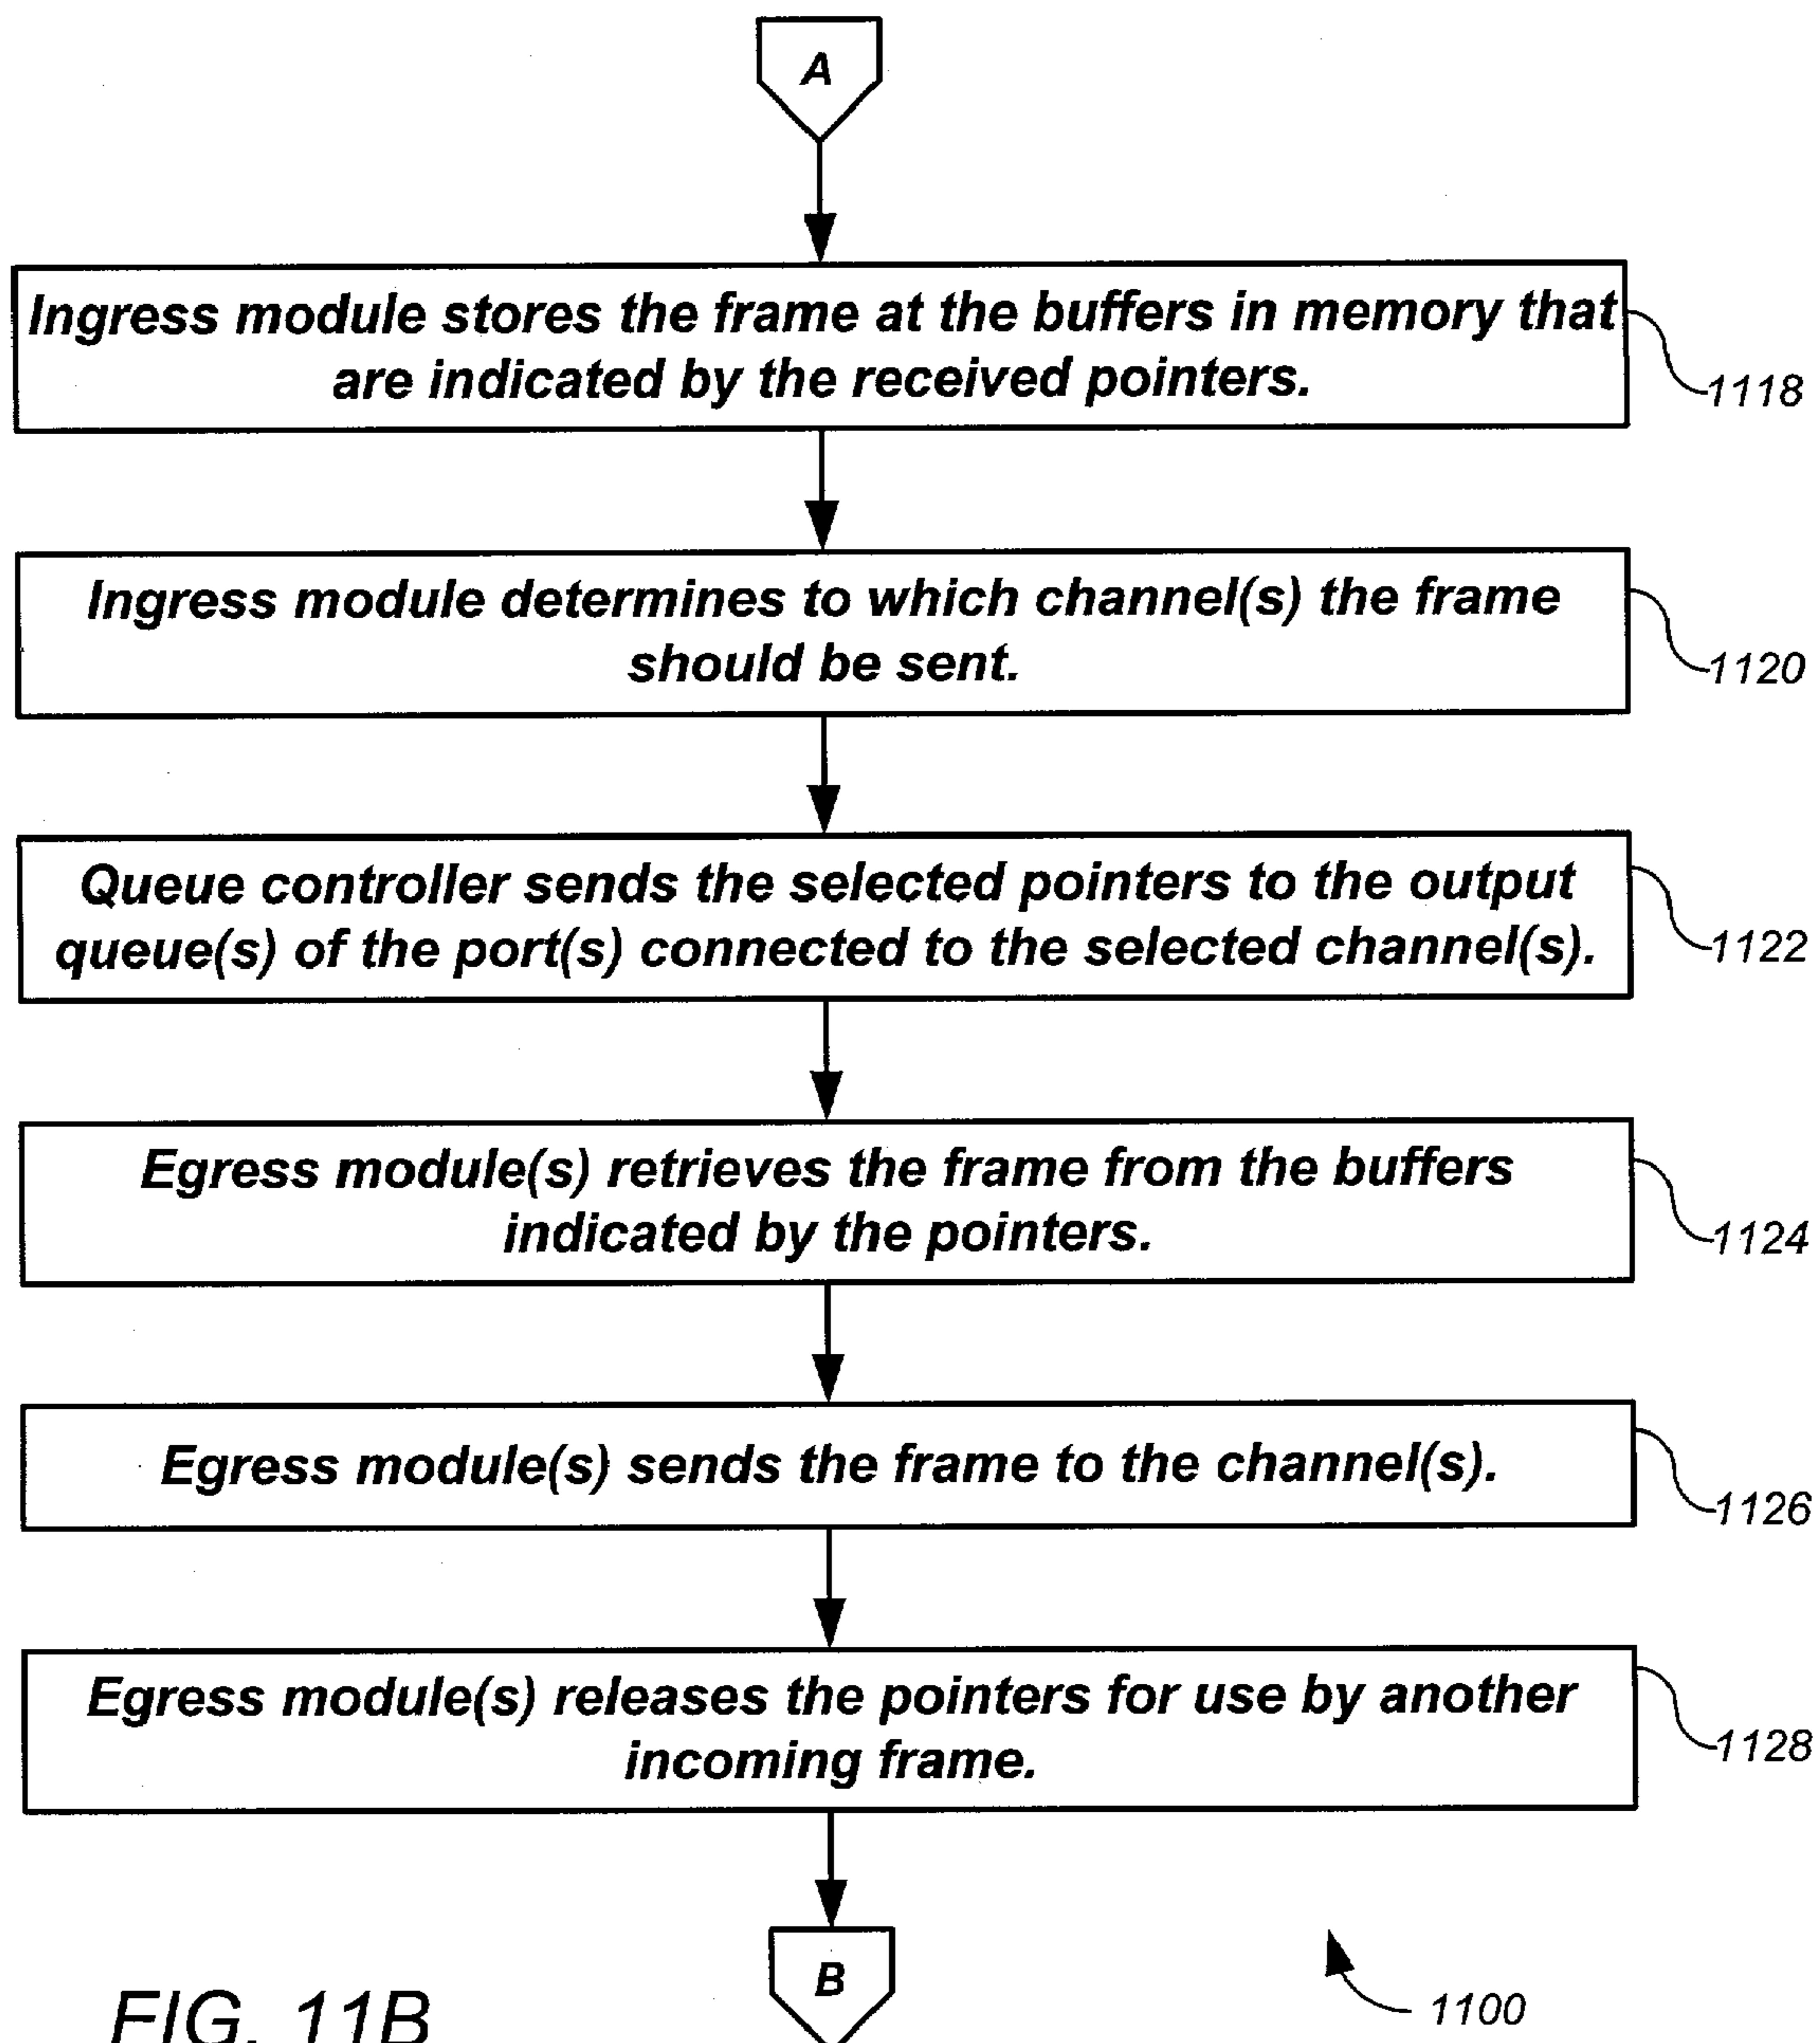 A
Ingress module stores the frame at the buffers in memory that
are indicated by the received pointers.
1118
Ingress module determines to which channel(s) the frame
should be sent.
1120
Queue controller sends the selected pointers to the output
queue(s) of the port(s) connected to the selected channel(s).
1122
Egress module(s) retrieves the frame from the buffers
indicated by the pointers.
1124
Egress module(s) sends the frame to the channel(s).
1126
Egress module(s) releases the pointers for use by another
incoming frame.
1128
B
1100
FIG. 11B